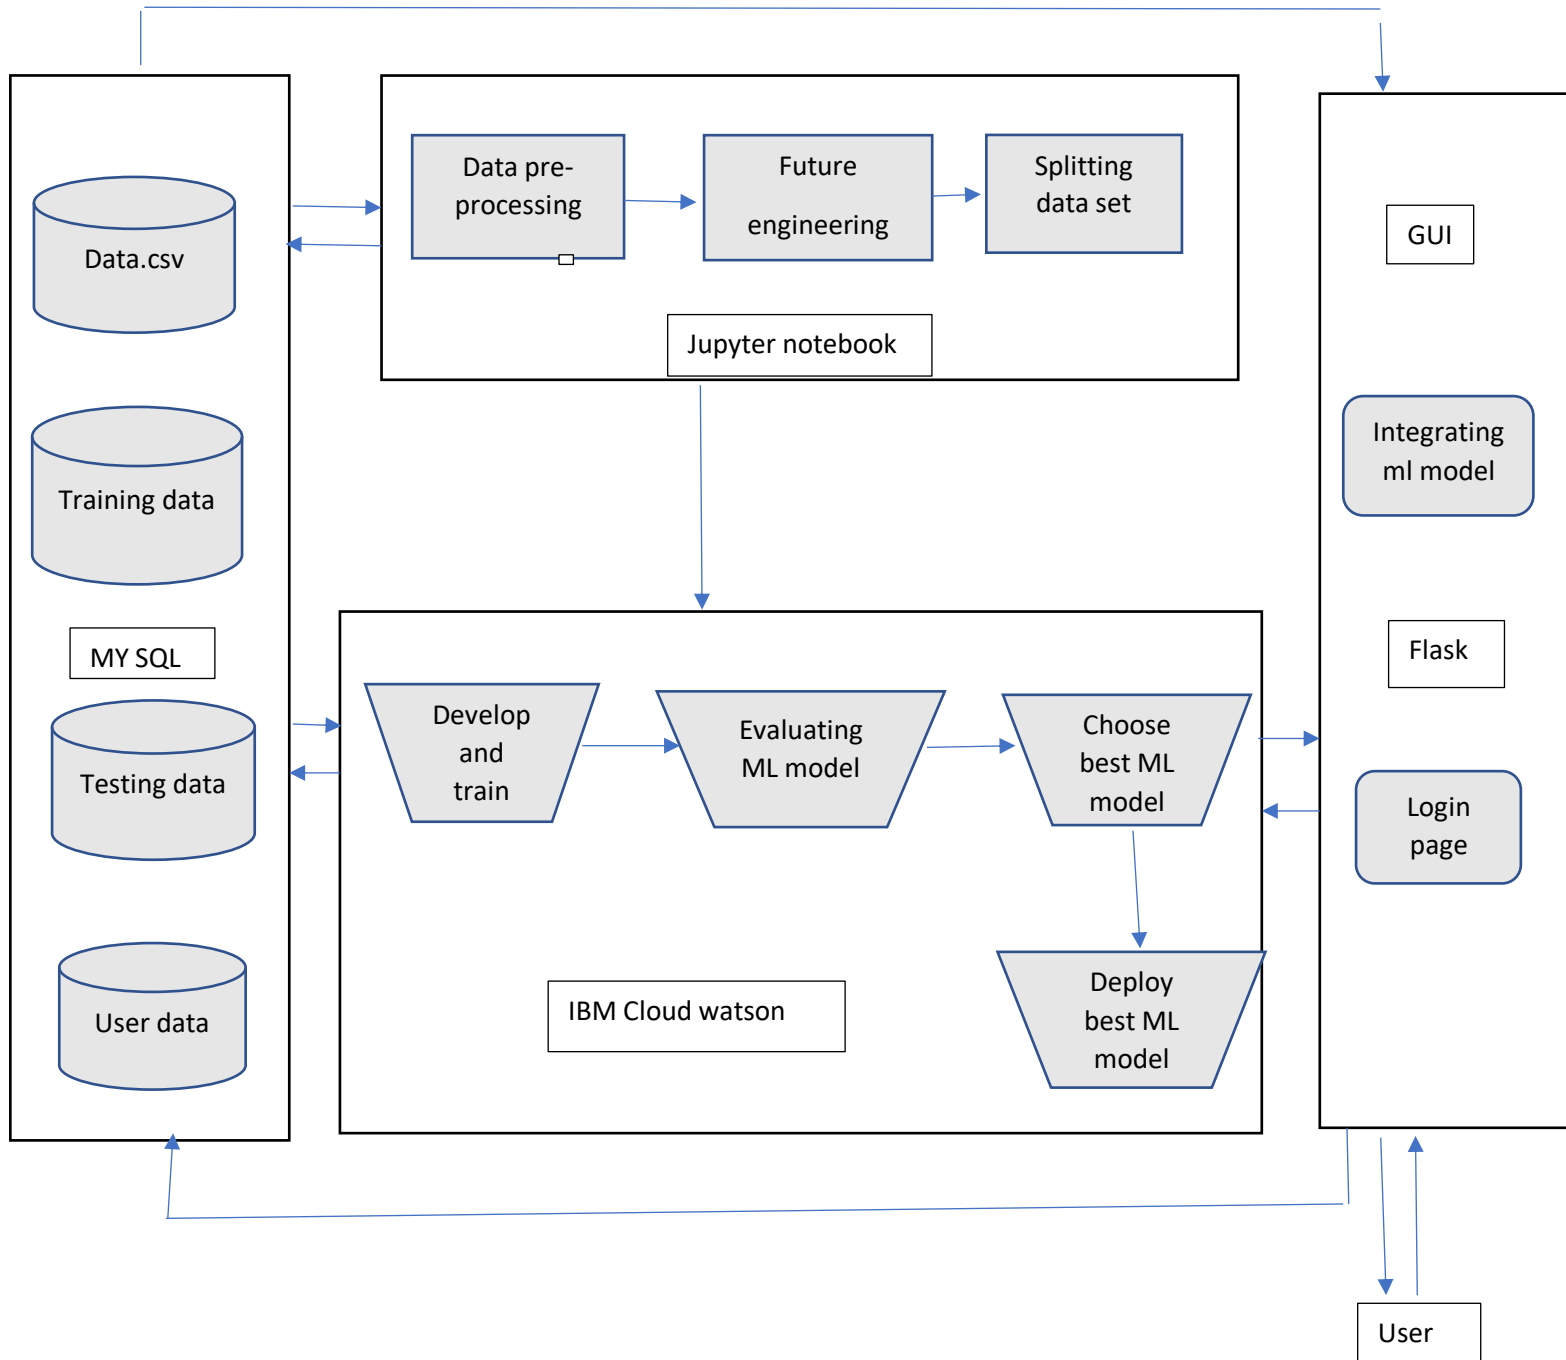 Data.csv
Training data
MY SQL
Testing data
User data
Data pre-
processing
Future
engineering
Splitting
data set
Jupyter notebook
Develop
and
train
Evaluating
ML model
Choose
best ML
model
Deploy
best ML
model
IBM Cloud watson
GUI
Integrating
ml model
Flask
Login
page
User